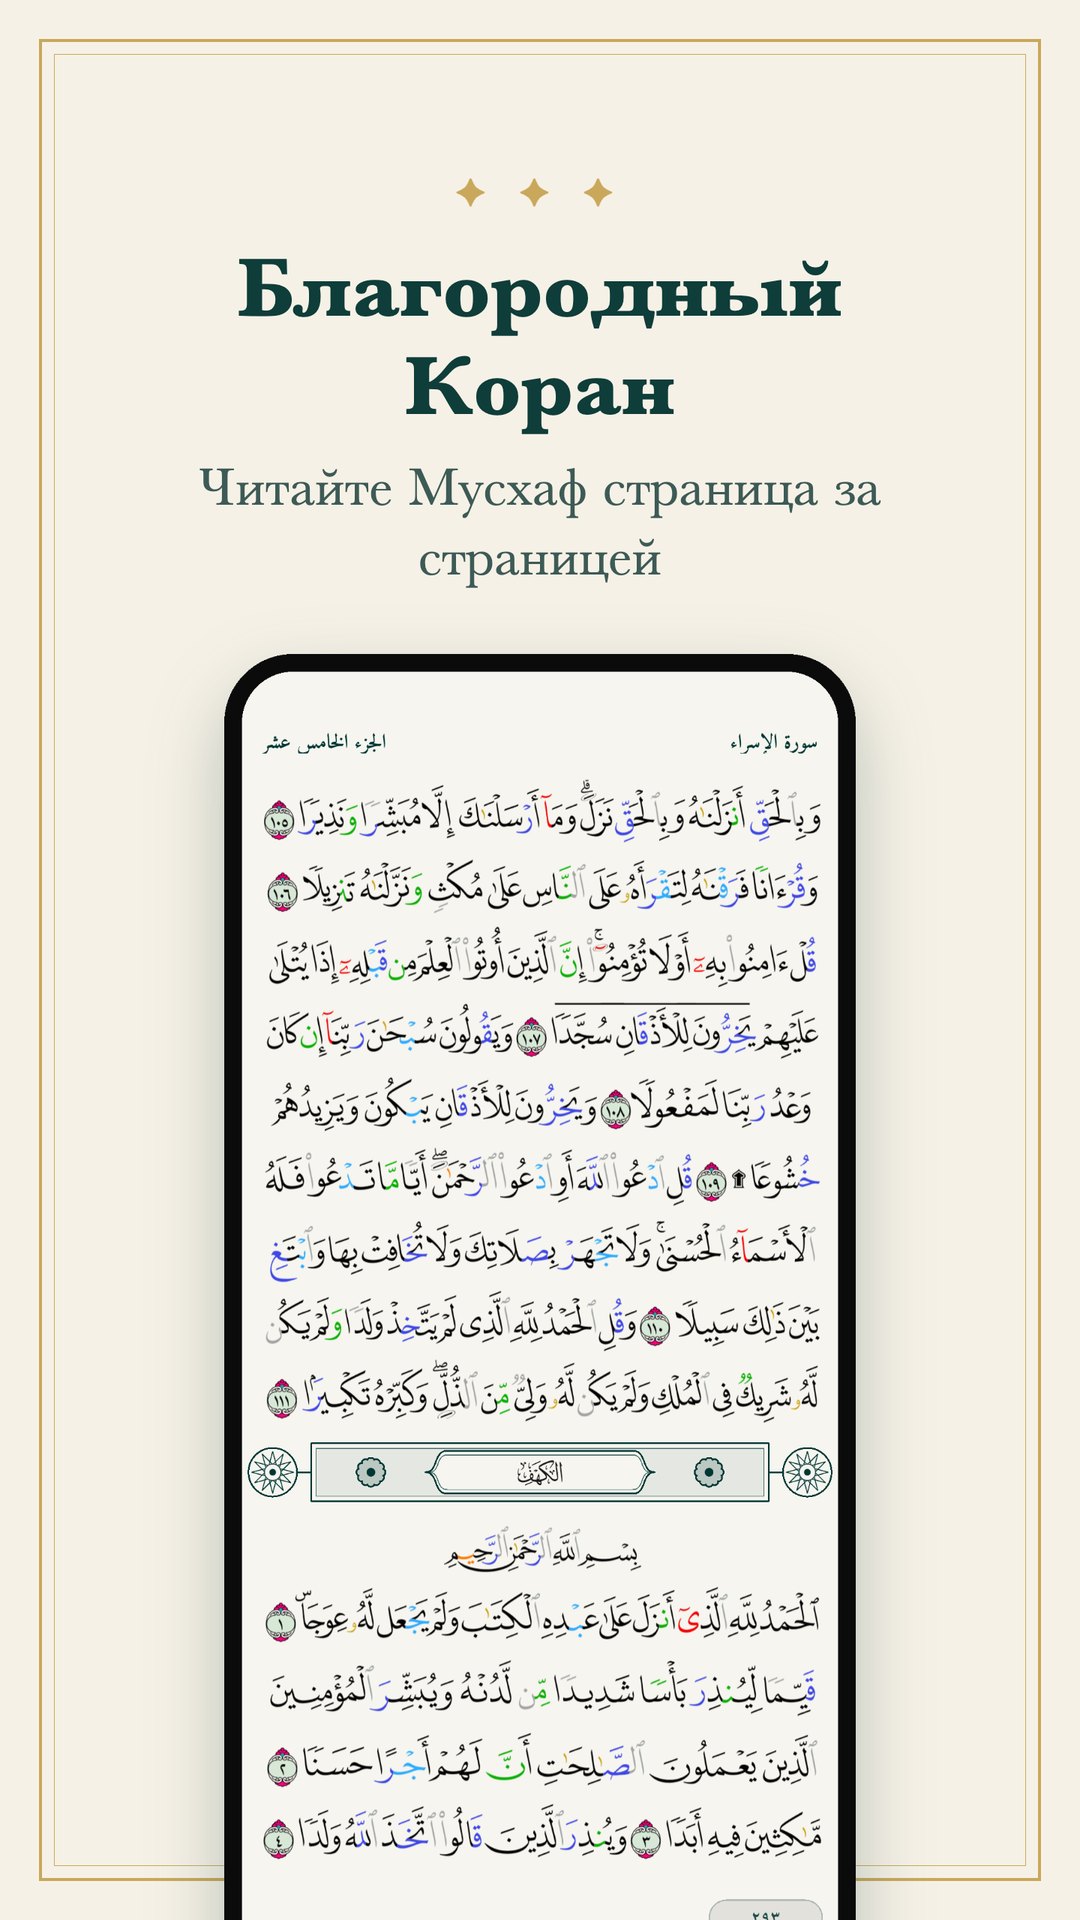 Благородный
Коран
Читайте Мусхаф страница за
страницей
سورة الإسراء
الجزء الخامس عشر
وَبِٱلْحَقِّ أَنزَلْنَٰهُ وَبِٱلْحَقِّ نَزَلَ ۗ وَمَآ أَرْسَلْنَٰكَ إِلَّا مُبَشِّرًا وَنَذِيرًا ١٠٥
وَقُرْءَانًا فَرَقْنَٰهُ لِتَقْرَأَهُۥ عَلَى ٱلنَّاسِ عَلَىٰ مُكْثٍ وَنَزَّلْنَٰهُ تَنزِيلًا ١٠٦
قُلْ ءَامِنُوا۟ بِهِۦٓ أَوْ لَا تُؤْمِنُوٓا۟ ۚ إِنَّ ٱلَّذِينَ أُوتُوا۟ ٱلْعِلْمَ مِن قَبْلِهِۦٓ إِذَا يُتْلَىٰ
عَلَيْهِمْ يَخِرُّونَ لِلْأَذْقَانِ سُجَّدًا ١٠٧ وَيَقُولُونَ سُبْحَٰنَ رَبِّنَآ إِن كَانَ
وَعْدُ رَبِّنَا لَمَفْعُولًا ١٠٨ وَيَخِرُّونَ لِلْأَذْقَانِ يَبْكُونَ وَيَزِيدُهُمْ
خُشُوعًا ۩ ١٠٩ قُلِ ٱدْعُوا۟ ٱللَّهَ أَوِ ٱدْعُوا۟ ٱلرَّحْمَٰنَ ۖ أَيًّا مَّا تَدْعُوا۟ فَلَهُ
ٱلْأَسْمَآءُ ٱلْحُسْنَىٰ ۚ وَلَا تَجْهَرْ بِصَلَاتِكَ وَلَا تُخَافِتْ بِهَا وَٱبْتَغِ
بَيْنَ ذَٰلِكَ سَبِيلًا ١١٠ وَقُلِ ٱلْحَمْدُ لِلَّهِ ٱلَّذِى لَمْ يَتَّخِذْ وَلَدًا وَلَمْ يَكُن
لَّهُۥ شَرِيكٌ فِى ٱلْمُلْكِ وَلَمْ يَكُن لَّهُۥ وَلِىٌّ مِّنَ ٱلذُّلِّ ۖ وَكَبِّرْهُ تَكْبِيرًۢا ١١١
الكهف
بِسْمِ ٱللَّهِ ٱلرَّحْمَٰنِ ٱلرَّحِيمِ
ٱلْحَمْدُ لِلَّهِ ٱلَّذِىٓ أَنزَلَ عَلَىٰ عَبْدِهِ ٱلْكِتَٰبَ وَلَمْ يَجْعَل لَّهُۥ عِوَجَاۜ ١
قَيِّمًا لِّيُنذِرَ بَأْسًا شَدِيدًا مِّن لَّدُنْهُ وَيُبَشِّرَ ٱلْمُؤْمِنِينَ
ٱلَّذِينَ يَعْمَلُونَ ٱلصَّٰلِحَٰتِ أَنَّ لَهُمْ أَجْرًا حَسَنًا ٢
مَّٰكِثِينَ فِيهِ أَبَدًا ٣ وَيُنذِرَ ٱلَّذِينَ قَالُوا۟ ٱتَّخَذَ ٱللَّهُ وَلَدًا ٤
٢٩٣